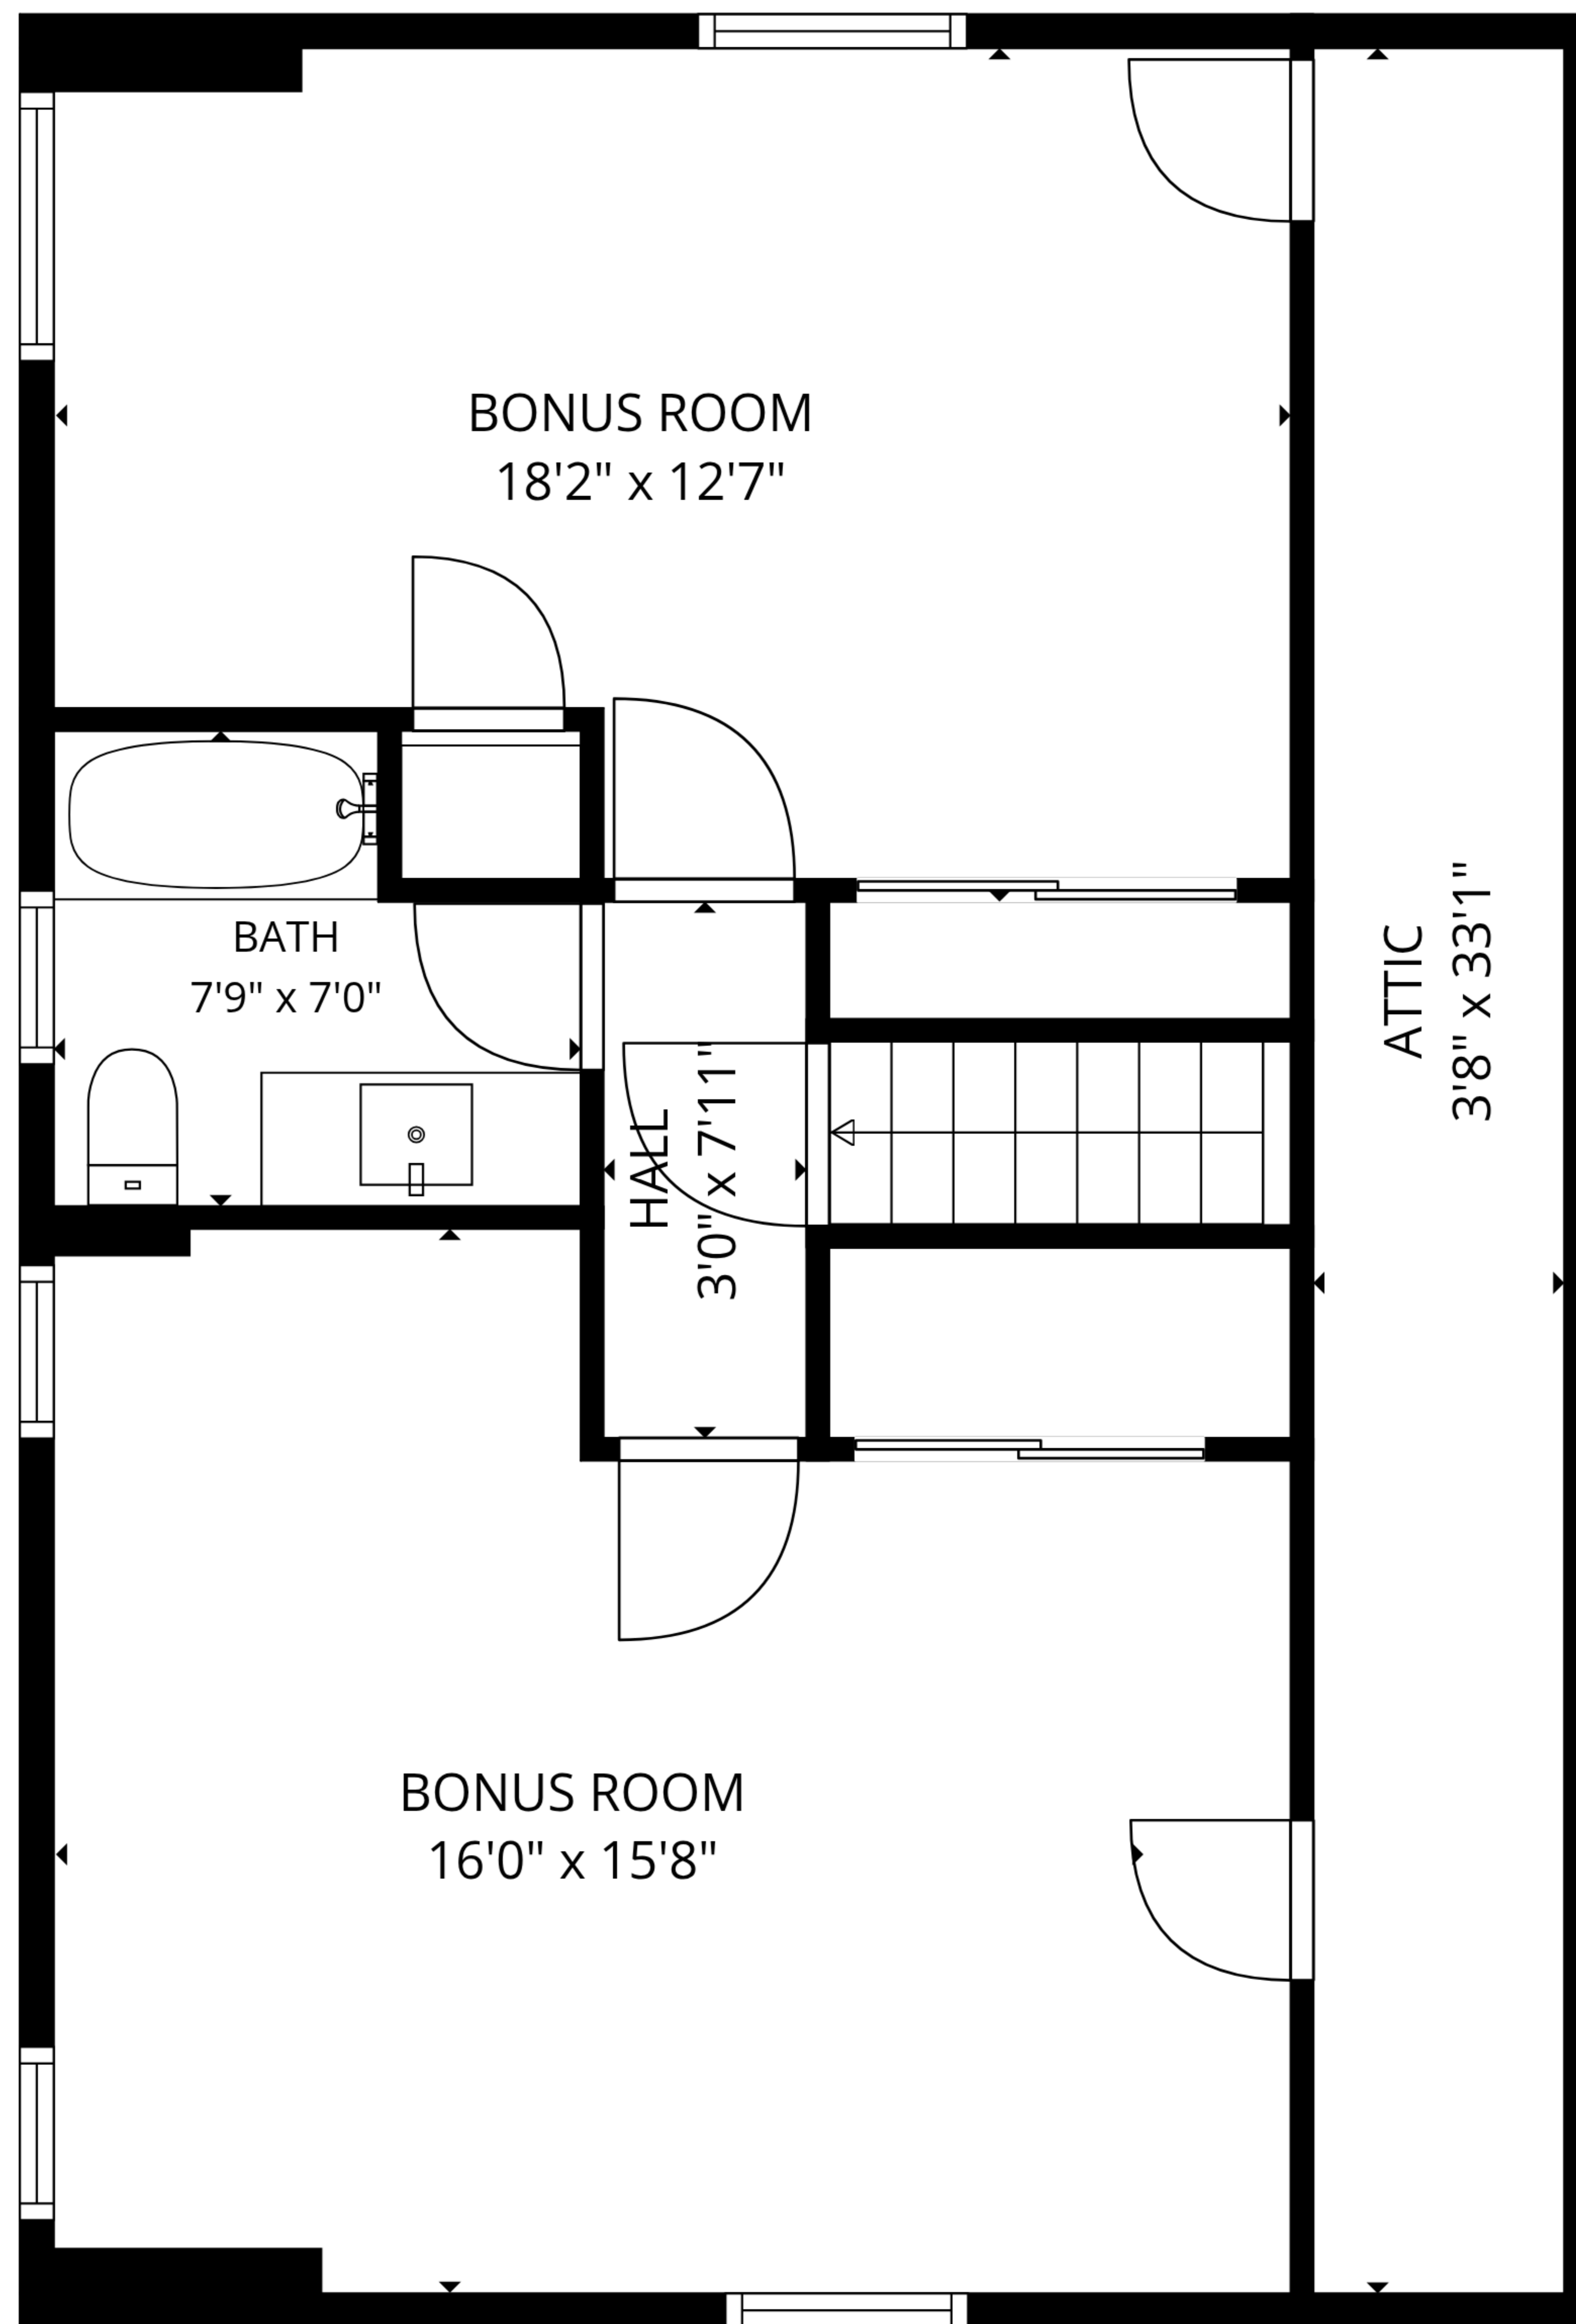 BONUS ROOM
18'2" x 12'7"
BATH
7'9" x 7'0"
HALL
3'0" x 7'11"
ATTIC
3'8" x 33'1"
BONUS ROOM
16'0" x 15'8"